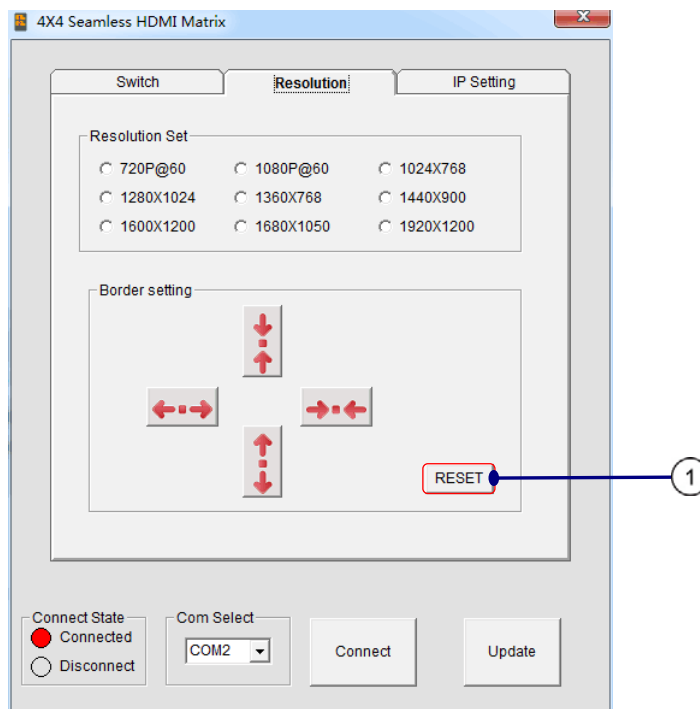 4X4 Seamless HDMI Matrix
X
Switch Resolution IP Setting
Resolution Set
720P@60 1080P@60 1024X768
1280X1024 1360X768 1440X900
1600X1200 1680X1050 1920X1200
Border setting
RESET
1
Connect State
Connected
Disconnect
Com Select
COM2
Connect
Update